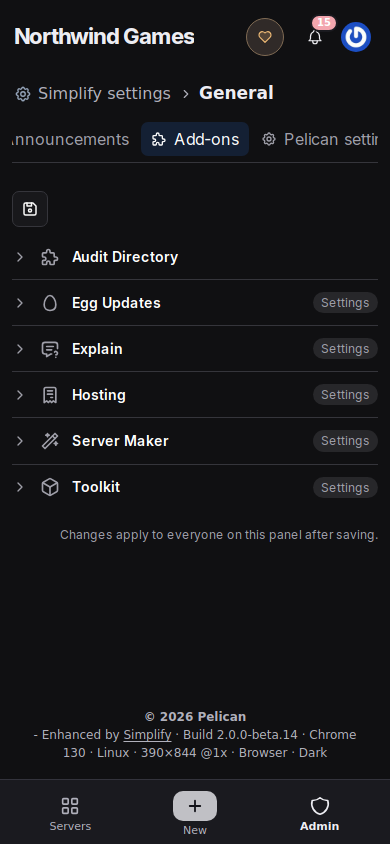 Northwind Games
15
Simplify settings > General
nnouncements
Add-ons
Pelican settin
Audit Directory
Egg Updates Settings
Explain Settings
Hosting Settings
Server Maker Settings
Toolkit Settings
Changes apply to everyone on this panel after saving.
© 2026 Pelican
- Enhanced by Simplify · Build 2.0.0-beta.14 · Chrome
130 · Linux · 390×844 @1x · Browser · Dark
Servers
New
Admin